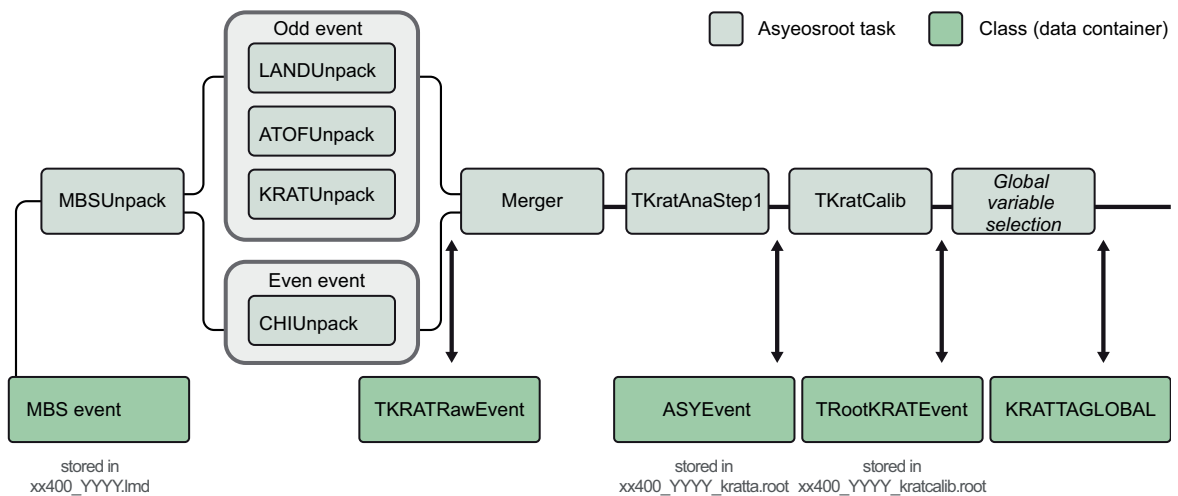 Odd event
LANDUnpack
ATOFUnpack
KRATUnpack
Asyeosroot task
Class (data container)
MBSUnpack
Merger
TKratAnaStep1
TKratCalib
Global
variable
selection
Even event
CHIUnpack
MBS event
TKRATRawEvent
ASYEvent
TRootKRATEvent
KRATTAGLOBAL
stored in
xx400_YYYY.lmd
stored in
xx400_YYYY_kratta.root
stored in
xx400_YYYY_kratcalib.root